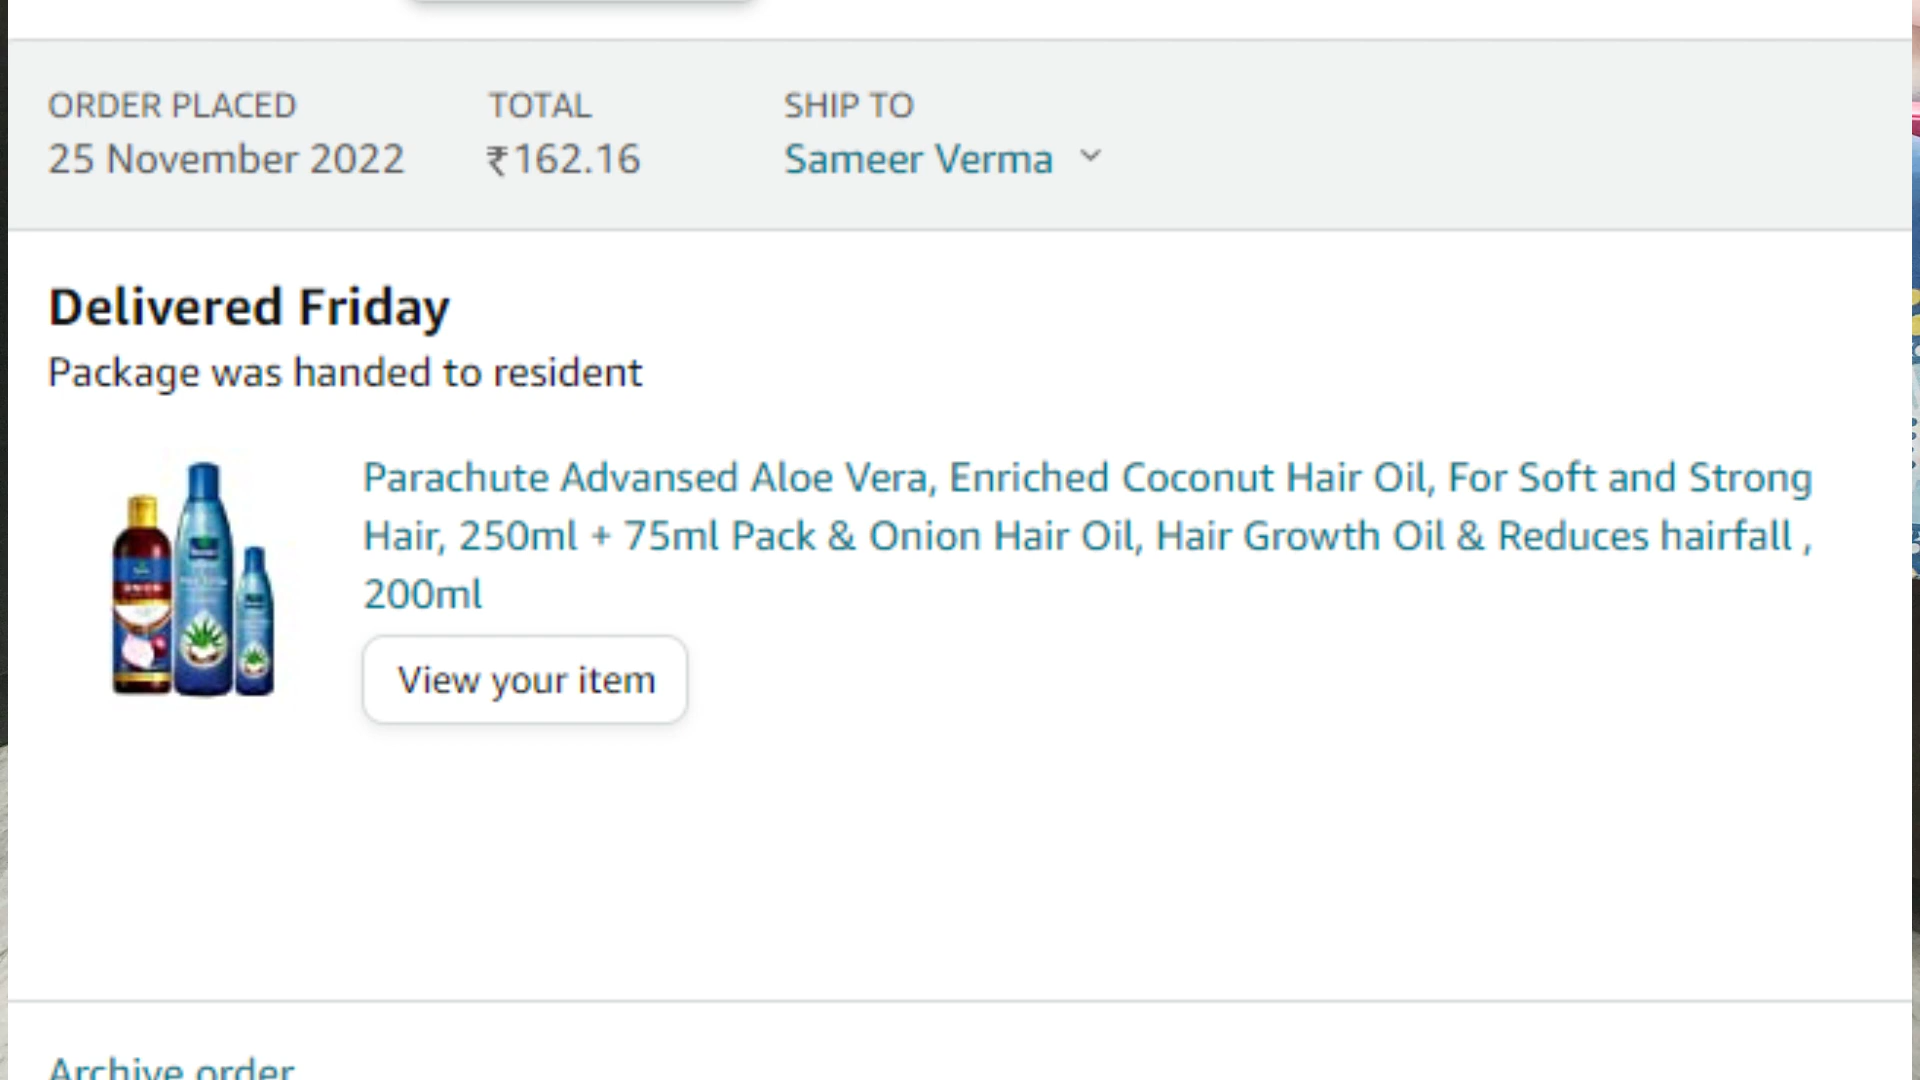 ORDER PLACED TOTAL SHIP TO
25 November 2022 ₹162.16 Sameer Verma
Delivered Friday
Package was handed to resident
Parachute Advansed Aloe Vera, Enriched Coconut Hair Oil, For Soft and Strong
Hair, 250ml + 75ml Pack & Onion Hair Oil, Hair Growth Oil & Reduces hairfall ,
200ml
View your item
Archive order